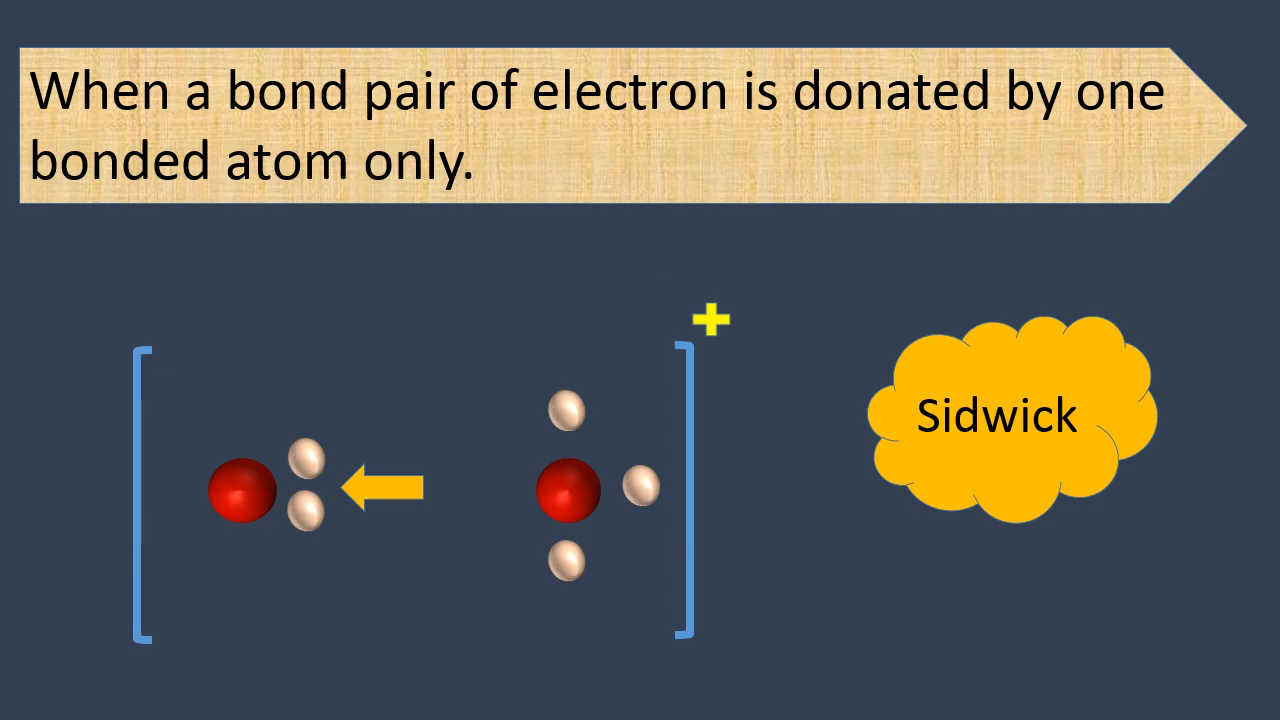 When a bond pair of electron is donated by one
bonded atom only.
Sidwick